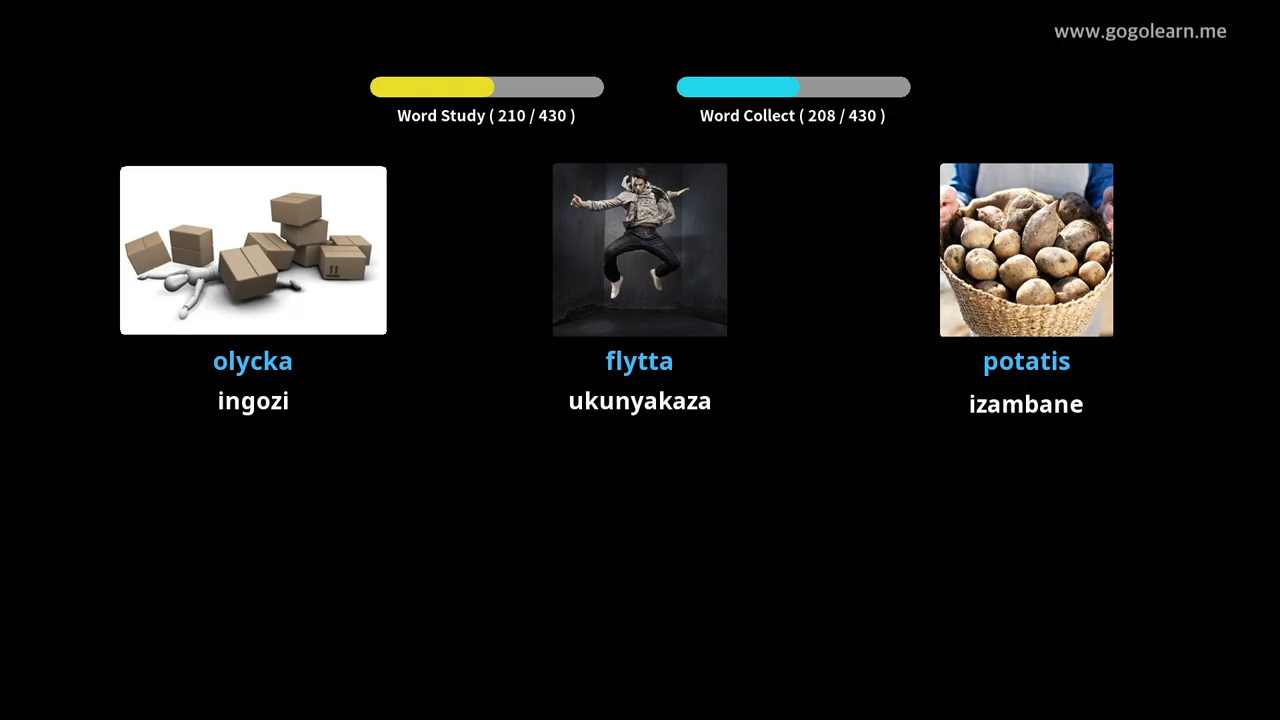 www.gogolearn.me
Word Study ( 210 / 430 )
Word Collect ( 208 / 430 )
olycka
flytta
potatis
ingozi
ukunyakaza
izambane